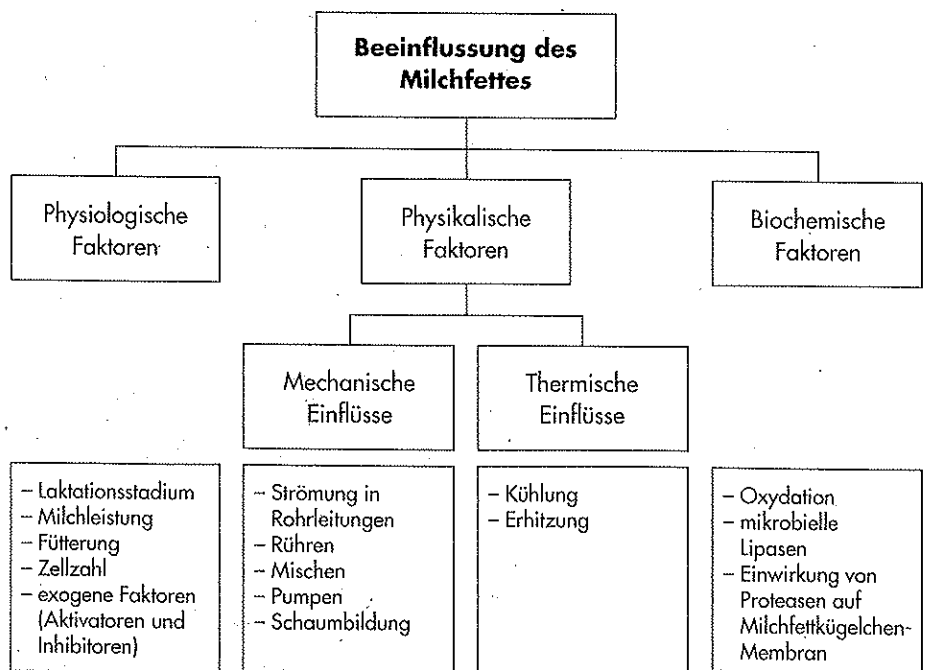 Beeinflussung des
Milchfettes
Physiologische
Faktoren
Physikalische
Faktoren
Biochemische
Faktoren
Mechanische
Einflüsse
Thermische
Einflüsse
– Laktationsstadium
– Milchleistung
– Fütterung
– Zellzahl
– exogene Faktoren
(Aktivatoren und
Inhibitoren)
– Strömung in
Rohrleitungen
– Rühren
– Mischen
– Pumpen
– Schaumbildung
– Kühlung
– Erhitzung
– Oxydation
– mikrobielle
Lipasen
– Einwirkung von
Proteasen auf
Milchfettkügelchen-
Membran